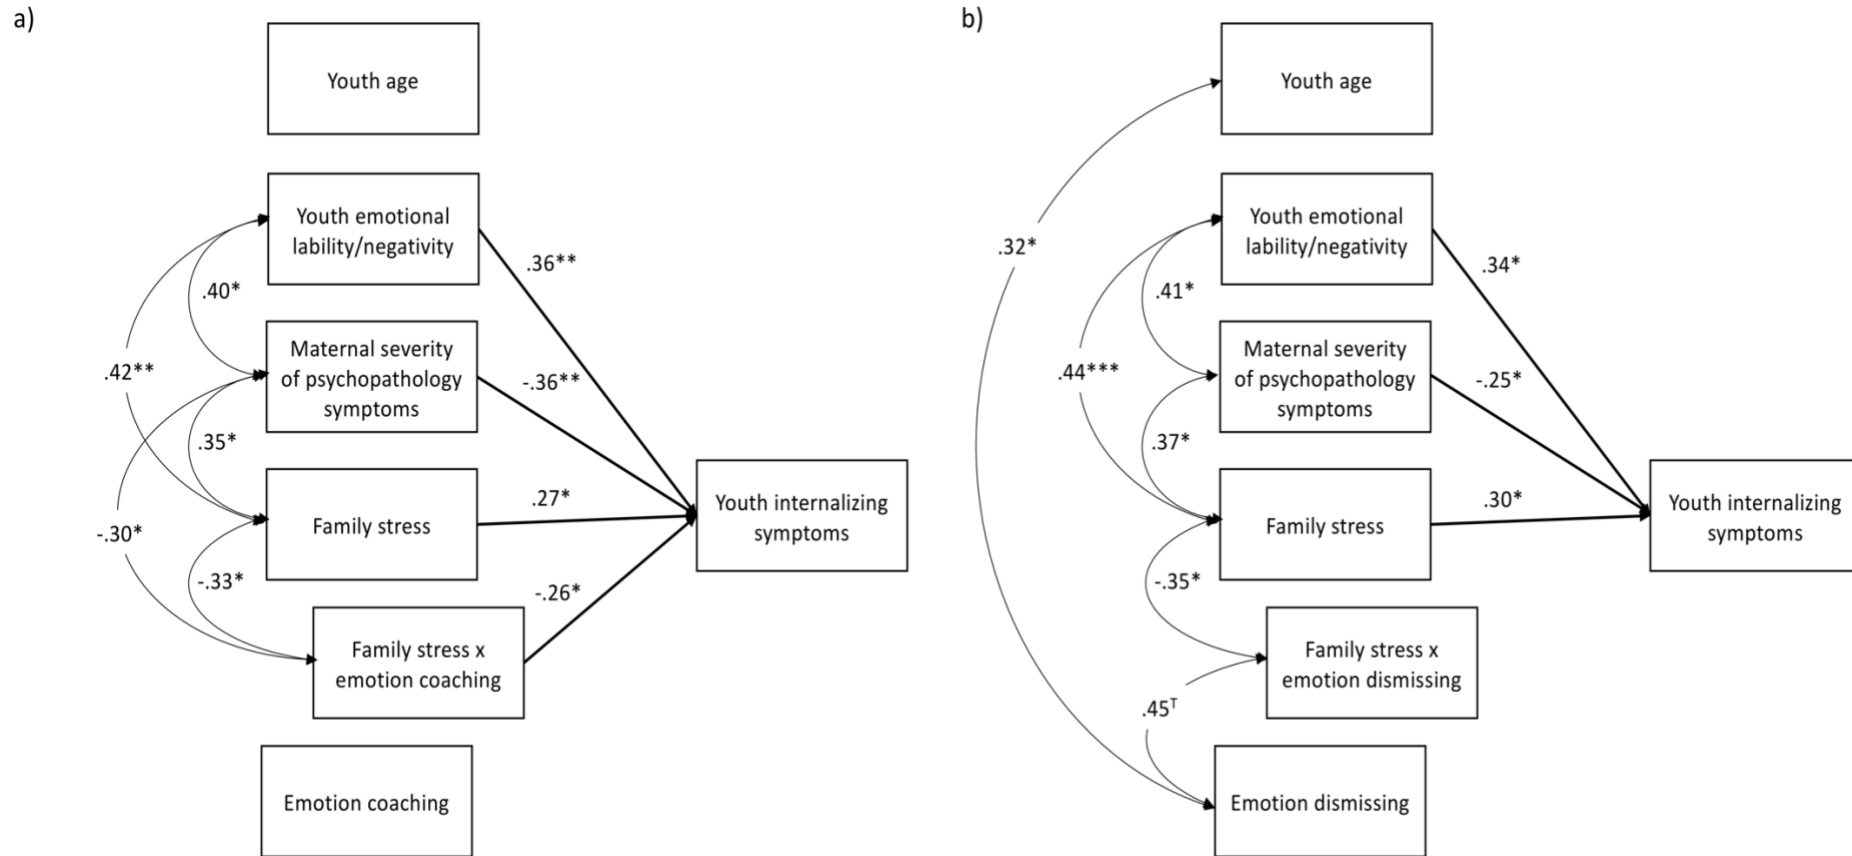 a)
Youth age
Youth emotional
lability/negativity
.36**
.40*
Maternal severity
of psychopathology
symptoms
-.36**
.42**
.35*
Family stress
.27*
Youth internalizing
symptoms
-.30*
-.33*
-.26*
Family stress x
emotion coaching
Emotion coaching
b)
Youth age
.32*
Youth emotional
lability/negativity
.34*
.41*
Maternal severity
of psychopathology
symptoms
-.25*
.44***
.37*
Family stress
.30*
Youth internalizing
symptoms
-.35*
Family stress x
emotion dismissing
.45ᵀ
Emotion dismissing